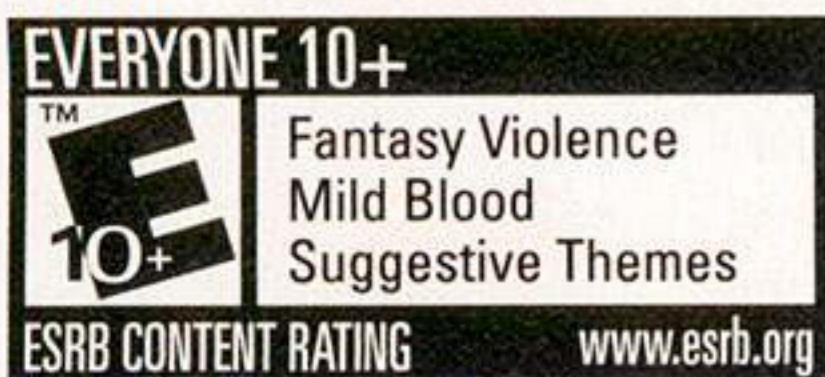 EVERYONE 10+
TM
E
10+
Fantasy Violence
Mild Blood
Suggestive Themes
ESRB CONTENT RATING
www.esrb.org